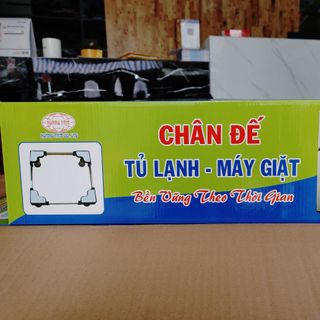 CHÂN ĐẾ
TỦ LẠNH - MÁY GIẶT
Bền Vững Theo Thời Gian